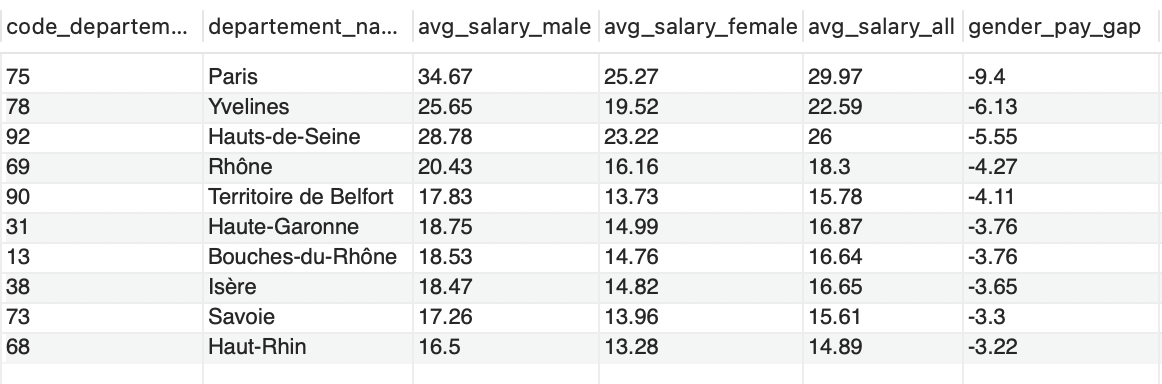 code_departem... departement_na... avg_salary_male avg_salary_female avg_salary_all gender_pay_gap
75 Paris 34.67 25.27 29.97 -9.4
78 Yvelines 25.65 19.52 22.59 -6.13
92 Hauts-de-Seine 28.78 23.22 26 -5.55
69 Rhône 20.43 16.16 18.3 -4.27
90 Territoire de Belfort 17.83 13.73 15.78 -4.11
31 Haute-Garonne 18.75 14.99 16.87 -3.76
13 Bouches-du-Rhône 18.53 14.76 16.64 -3.76
38 Isère 18.47 14.82 16.65 -3.65
73 Savoie 17.26 13.96 15.61 -3.3
68 Haut-Rhin 16.5 13.28 14.89 -3.22